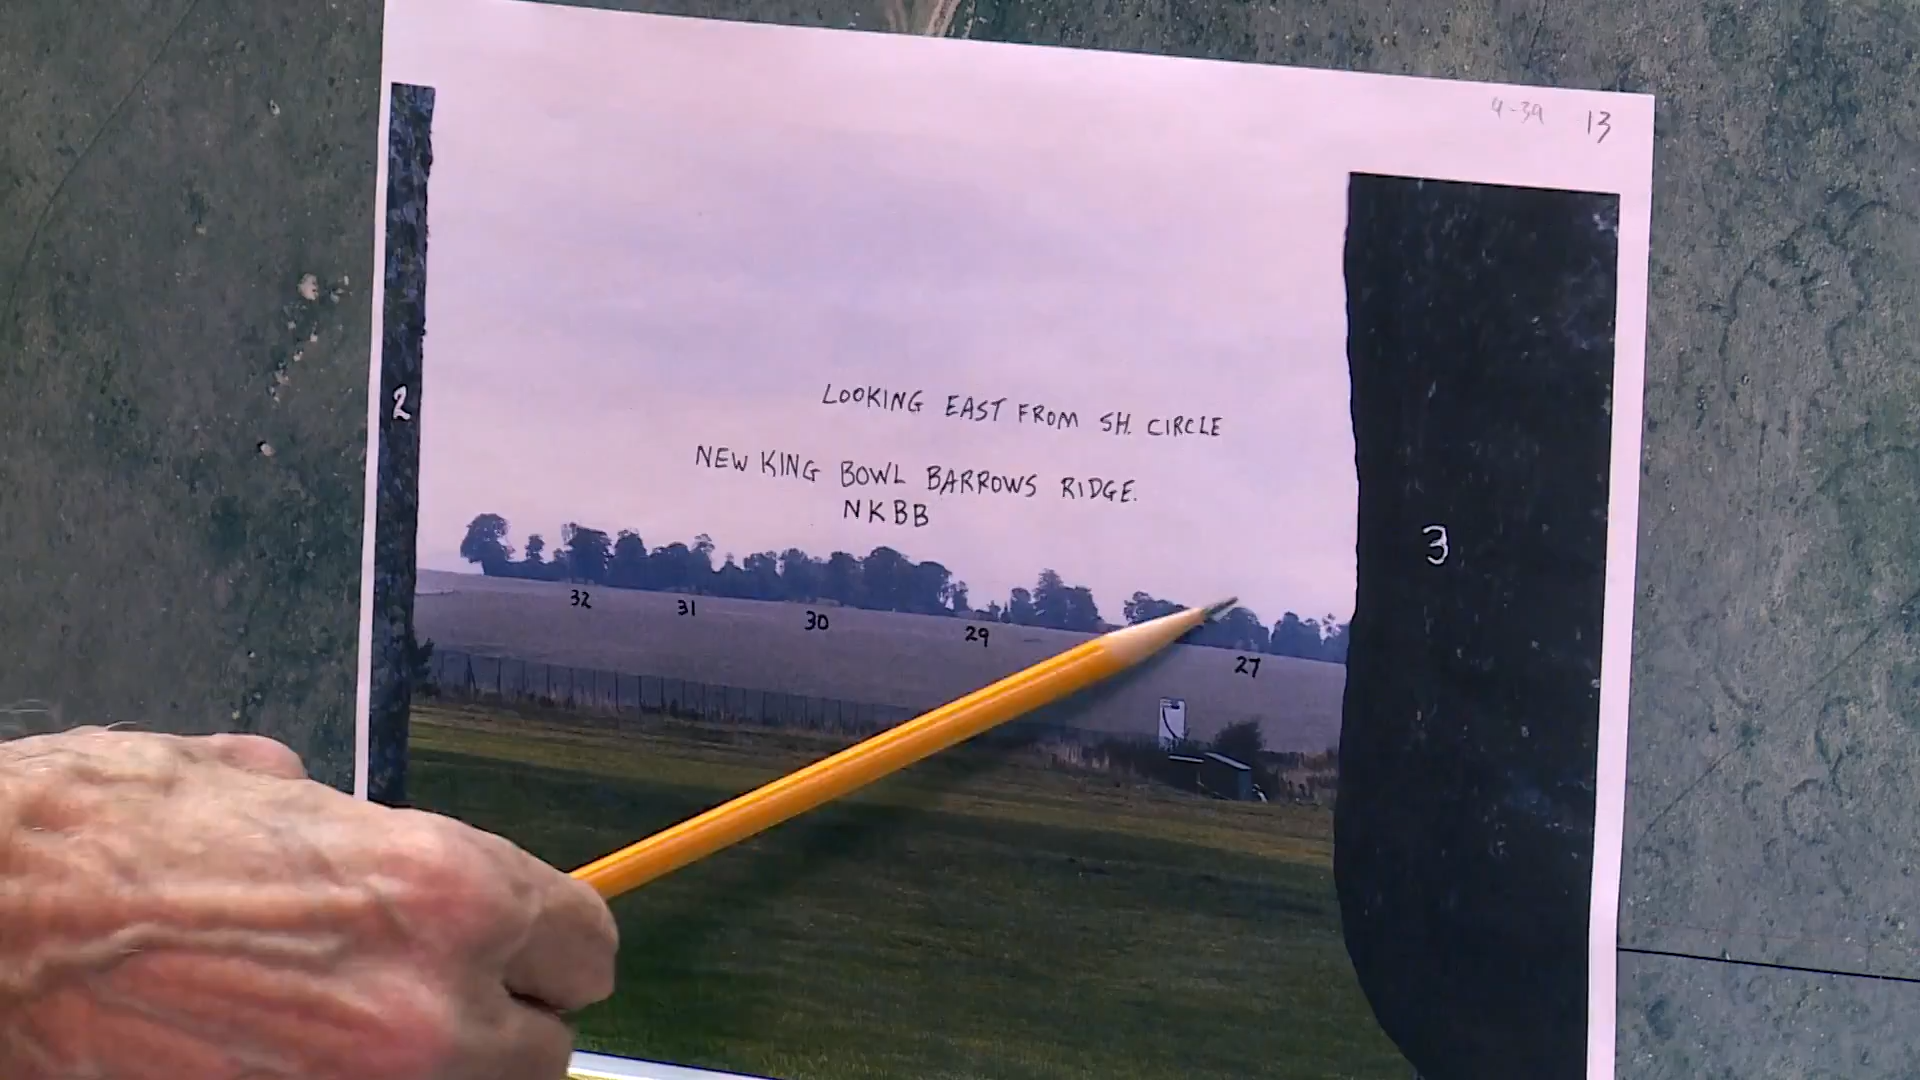 4-39 13
LOOKING EAST FROM SH. CIRCLE
NEW KING BOWL BARROWS RIDGE.
NKBB
2
3
32 31 30 29 27